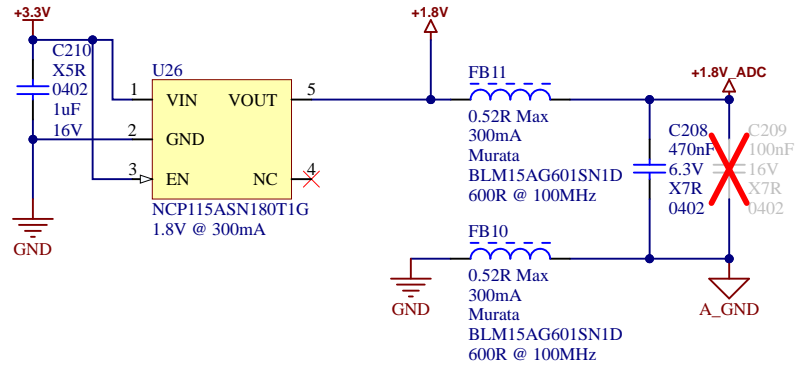 +3.3V
C210
X5R
0402
1uF
16V
U26
1
VIN
VOUT
5
2
GND
3
EN
NC
4
NCP115ASN180T1G
1.8V @ 300mA
GND
+1.8V
FB11
0.52R Max
300mA
Murata
BLM15AG601SN1D
600R @ 100MHz
+1.8V_ADC
C208
470nF
6.3V
X7R
0402
C209
100nF
16V
X7R
0402
FB10
0.52R Max
300mA
Murata
BLM15AG601SN1D
600R @ 100MHz
GND
A_GND